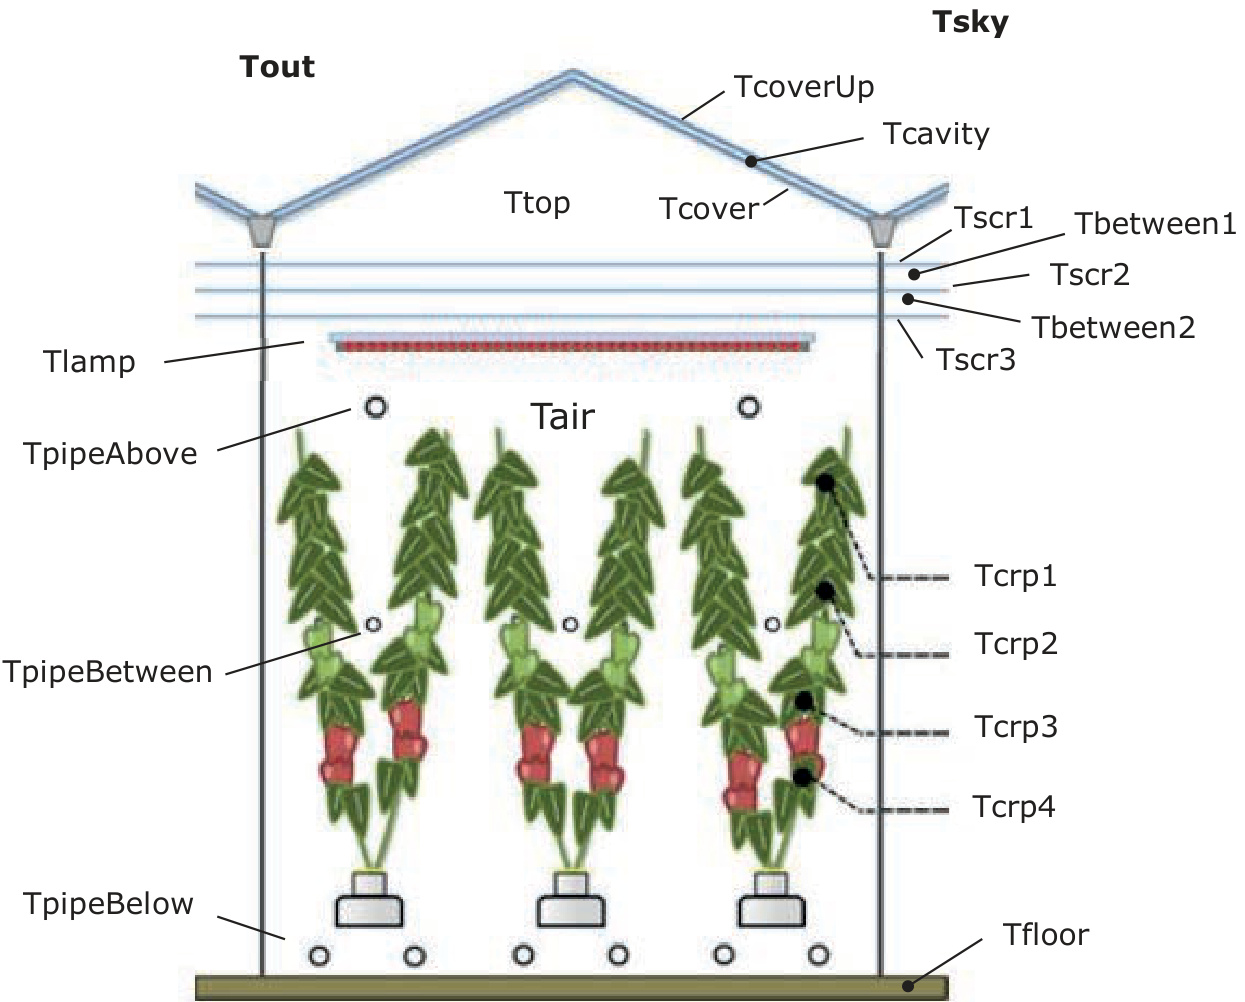 Tsky
Tout
TcoverUp
Tcavity
Ttop
Tcover
Tscr1
Tbetween1
Tscr2
Tbetween2
Tscr3
Tlamp
Tair
TpipeAbove
Tcrp1
Tcrp2
TpipeBetween
Tcrp3
Tcrp4
TpipeBelow
Tfloor